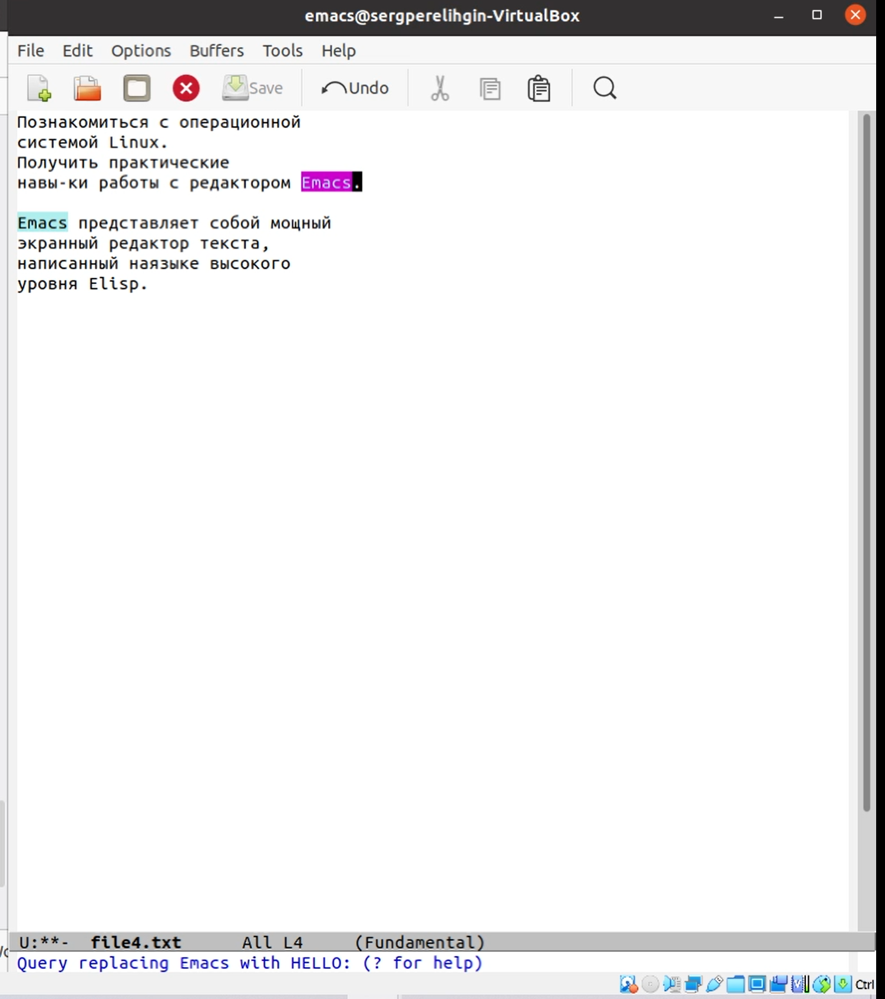 emacs@sergperelihgin-VirtualBox
File Edit Options Buffers Tools Help
Save Undo
Познакомиться с операционной
системой Linux.
Получить практические
навы-ки работы с редактором Emacs.
Emacs представляет собой мощный
экранный редактор текста,
написанный наязыке высокого
уровня Elisp.
U:**- file4.txt All L4 (Fundamental)
Query replacing Emacs with HELLO: (? for help)
Ctrl